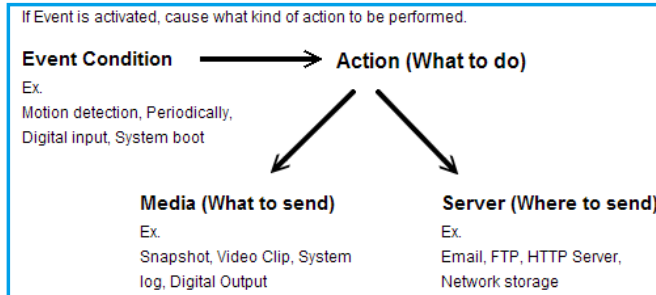 If Event is activated, cause what kind of action to be performed.
Event Condition
Action (What to do)
Ex.
Motion detection, Periodically,
Digital input, System boot
Media (What to send)
Ex.
Snapshot, Video Clip, System
log, Digital Output
Server (Where to send)
Ex.
Email, FTP, HTTP Server,
Network storage